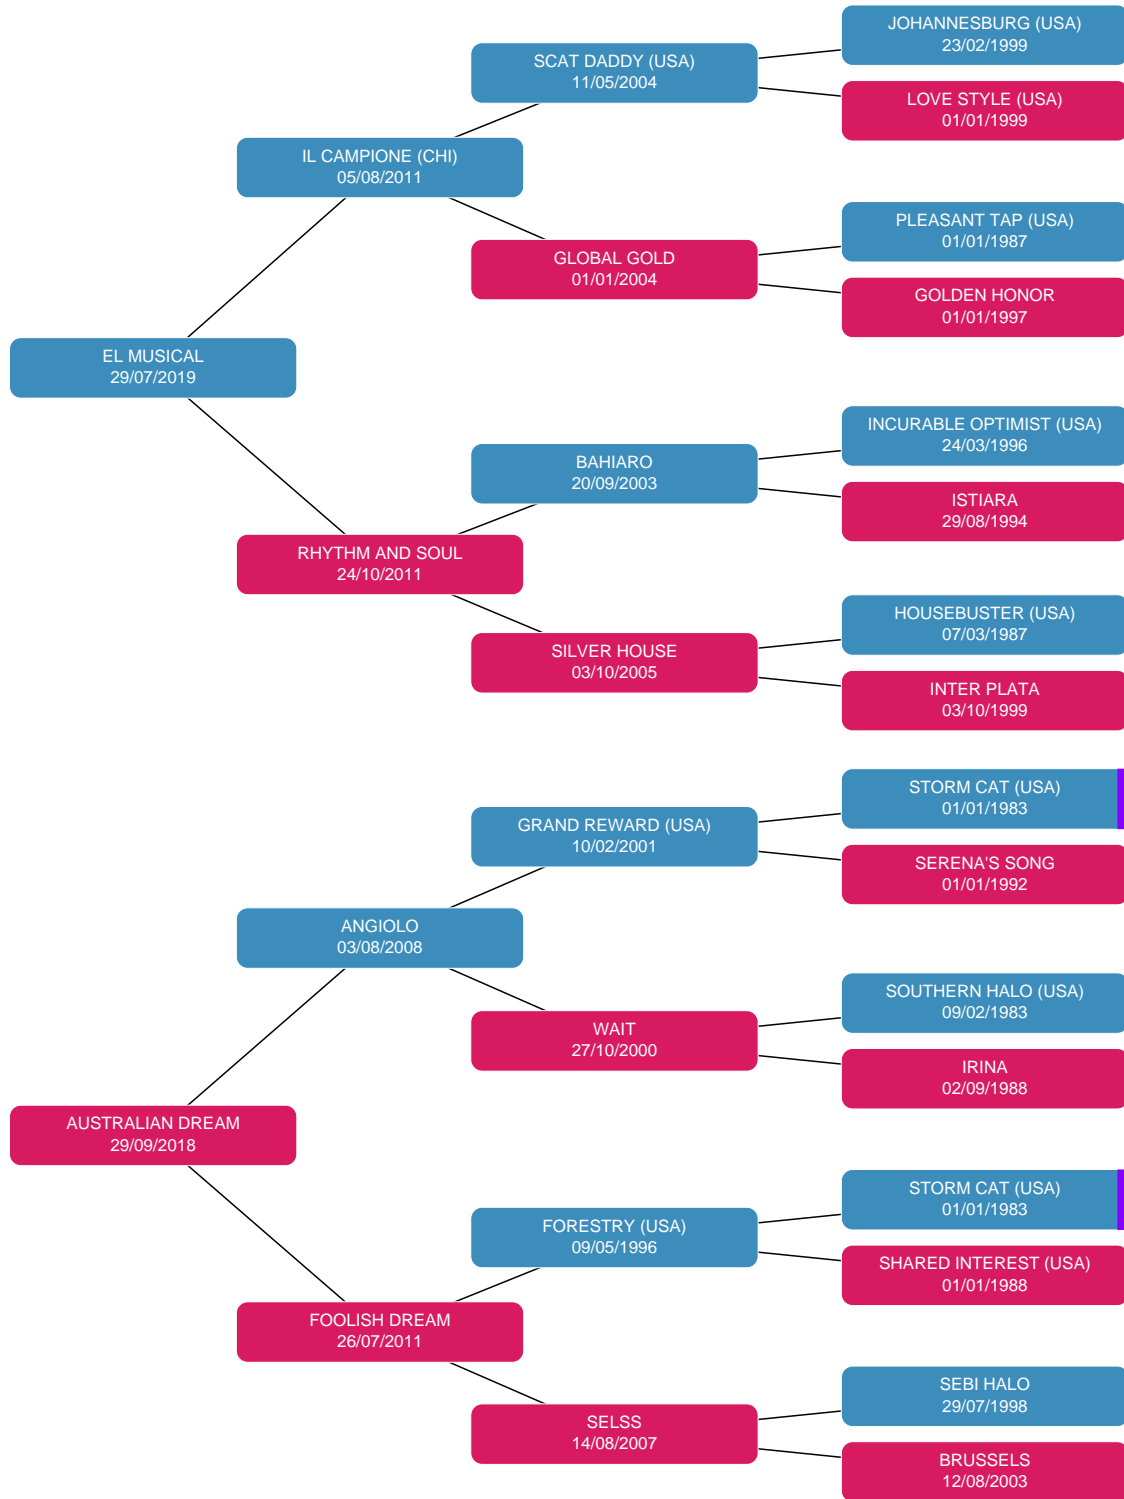 JOHANNESBURG (USA)
23/02/1999
SCAT DADDY (USA)
11/05/2004
LOVE STYLE (USA)
01/01/1999
IL CAMPIONE (CHI)
05/08/2011
PLEASANT TAP (USA)
01/01/1987
GLOBAL GOLD
01/01/2004
GOLDEN HONOR
01/01/1997
EL MUSICAL
29/07/2019
INCURABLE OPTIMIST (USA)
24/03/1996
BAHIARO
20/09/2003
ISTIARA
29/08/1994
RHYTHM AND SOUL
24/10/2011
HOUSEBUSTER (USA)
07/03/1987
SILVER HOUSE
03/10/2005
INTER PLATA
03/10/1999
STORM CAT (USA)
01/01/1983
GRAND REWARD (USA)
10/02/2001
SERENA'S SONG
01/01/1992
ANGIOLO
03/08/2008
SOUTHERN HALO (USA)
09/02/1983
WAIT
27/10/2000
IRINA
02/09/1988
AUSTRALIAN DREAM
29/09/2018
STORM CAT (USA)
01/01/1983
FORESTRY (USA)
09/05/1996
SHARED INTEREST (USA)
01/01/1988
FOOLISH DREAM
26/07/2011
SEBI HALO
29/07/1998
SELSS
14/08/2007
BRUSSELS
12/08/2003